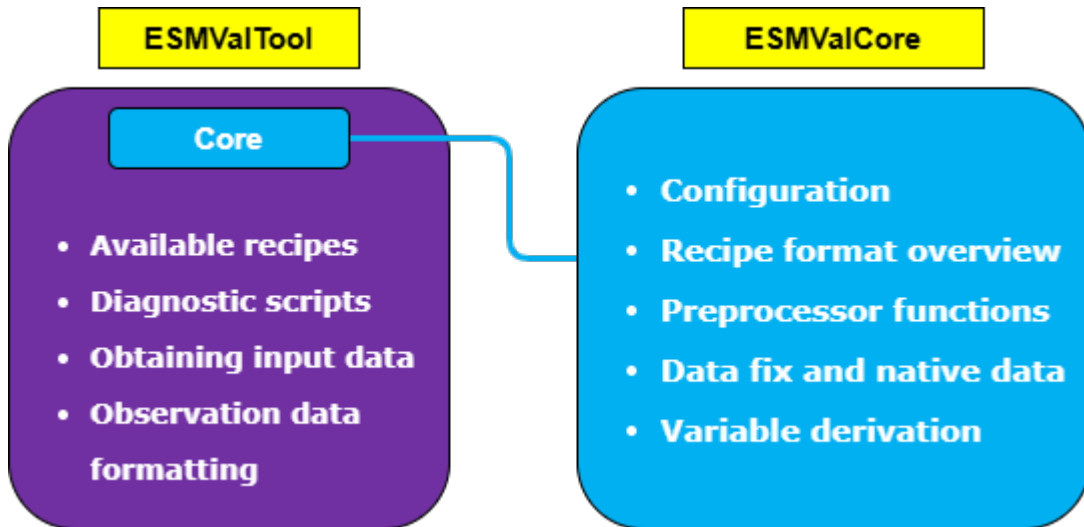 ESMValTool
Core
• Available recipes
• Diagnostic scripts
• Obtaining input data
• Observation data
formatting
ESMValCore
• Configuration
• Recipe format overview
• Preprocessor functions
• Data fix and native data
• Variable derivation